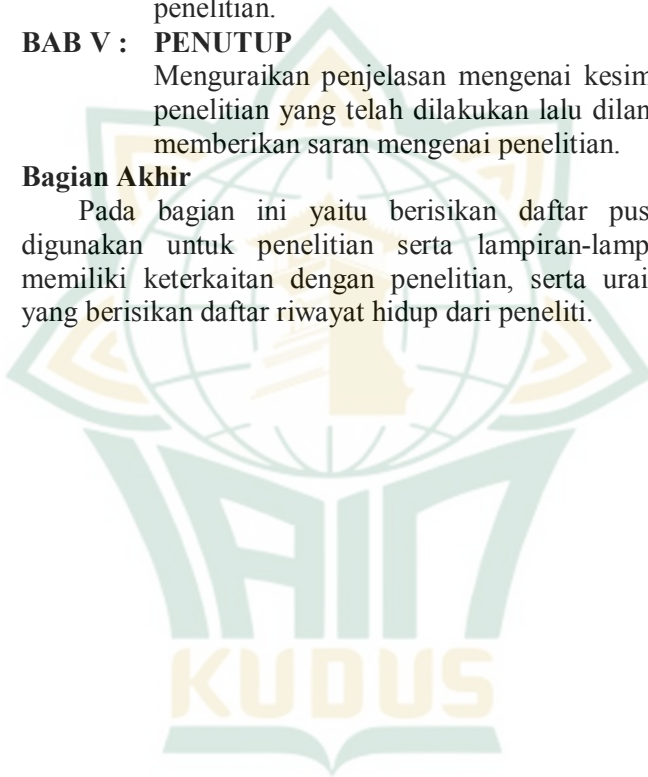 penelitian.
BAB V : PENUTUP
Menguraikan penjelasan mengenai kesim
penelitian yang telah dilakukan lalu dilan
memberikan saran mengenai penelitian.
Bagian Akhir
Pada bagian ini yaitu berisikan daftar pus
digunakan untuk penelitian serta lampiran-lamp
memiliki keterkaitan dengan penelitian, serta urai
yang berisikan daftar riwayat hidup dari peneliti.
IAIN
KUDUS